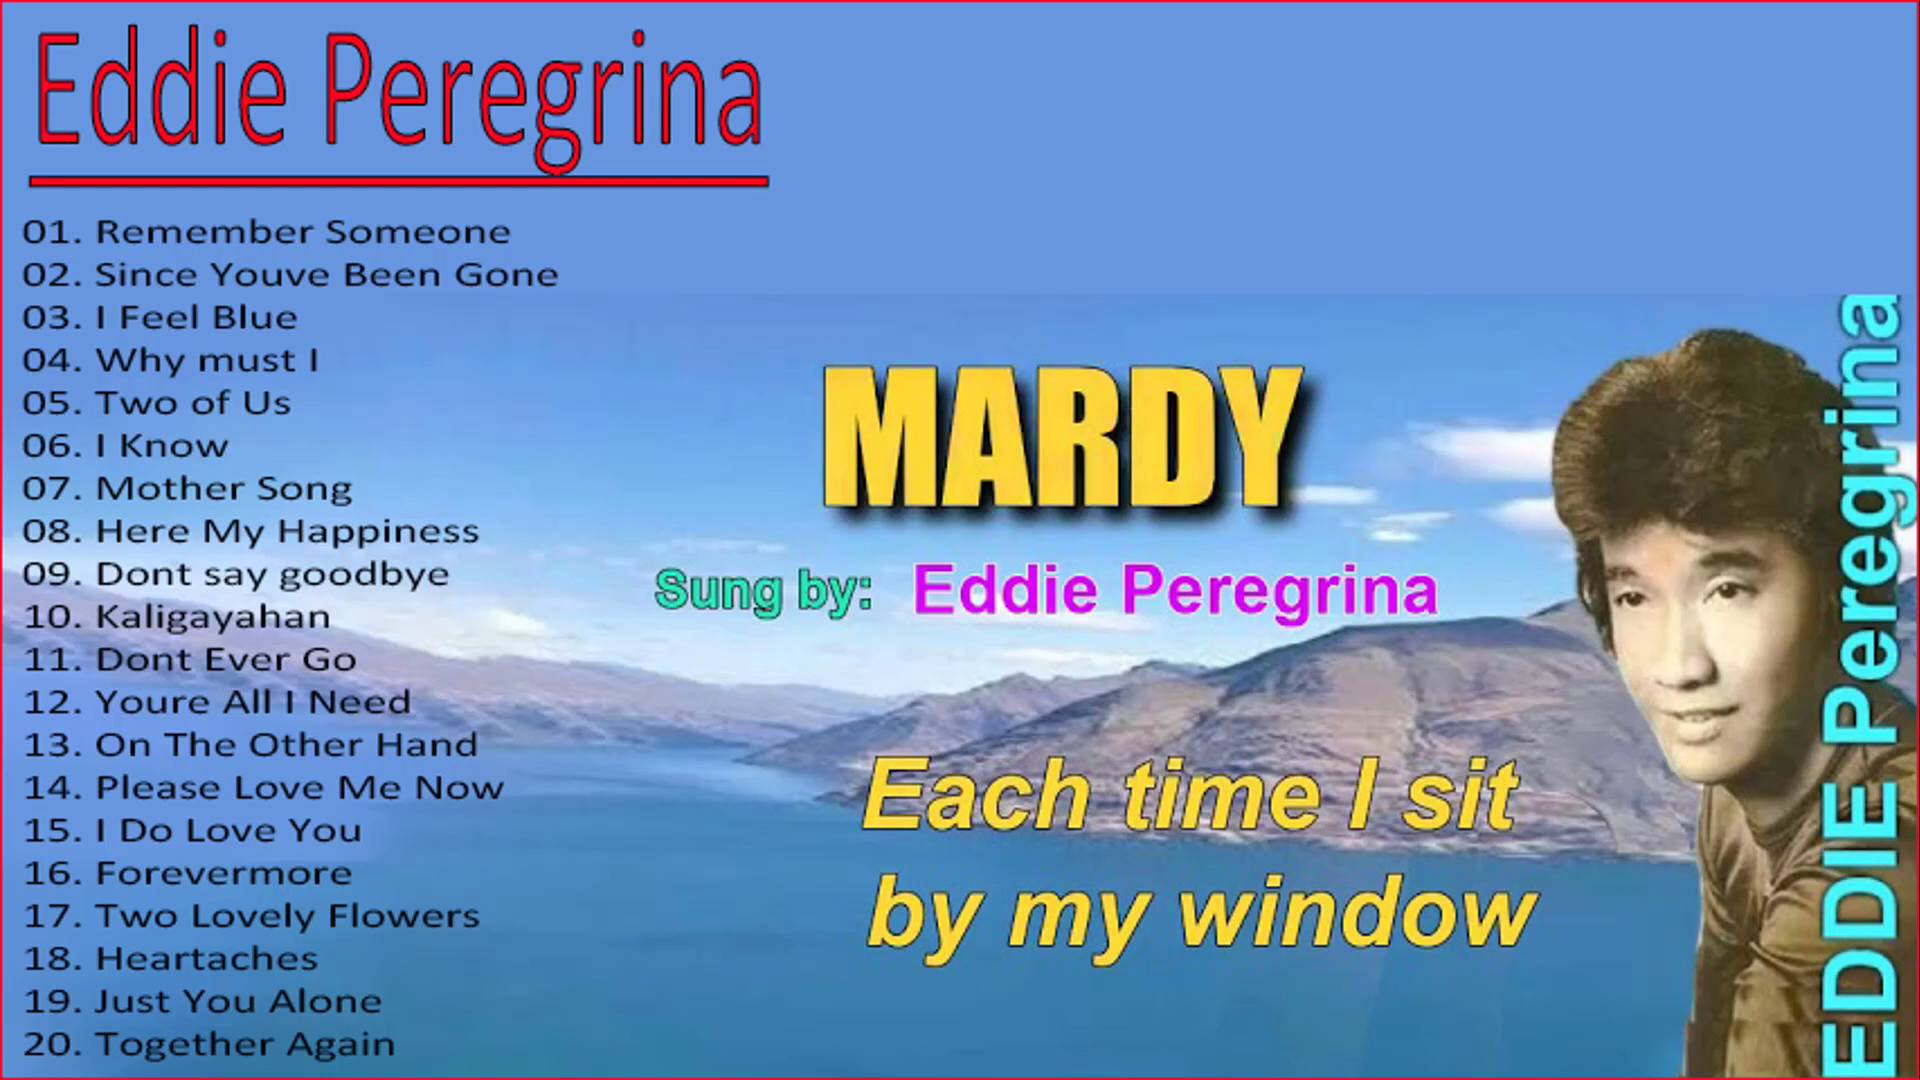 Eddie Peregrina
01. Remember Someone
02. Since Youve Been Gone
03. I Feel Blue
04. Why must I
05. Two of Us
06. I Know
07. Mother Song
08. Here My Happiness
09. Dont say goodbye
10. Kaligayahan
11. Dont Ever Go
12. Youre All I Need
13. On The Other Hand
14. Please Love Me Now
15. I Do Love You
16. Forevermore
17. Two Lovely Flowers
18. Heartaches
19. Just You Alone
20. Together Again
MARDY
Sung by: Eddie Peregrina
Each time I sit
by my window
EDDIE Peregrina